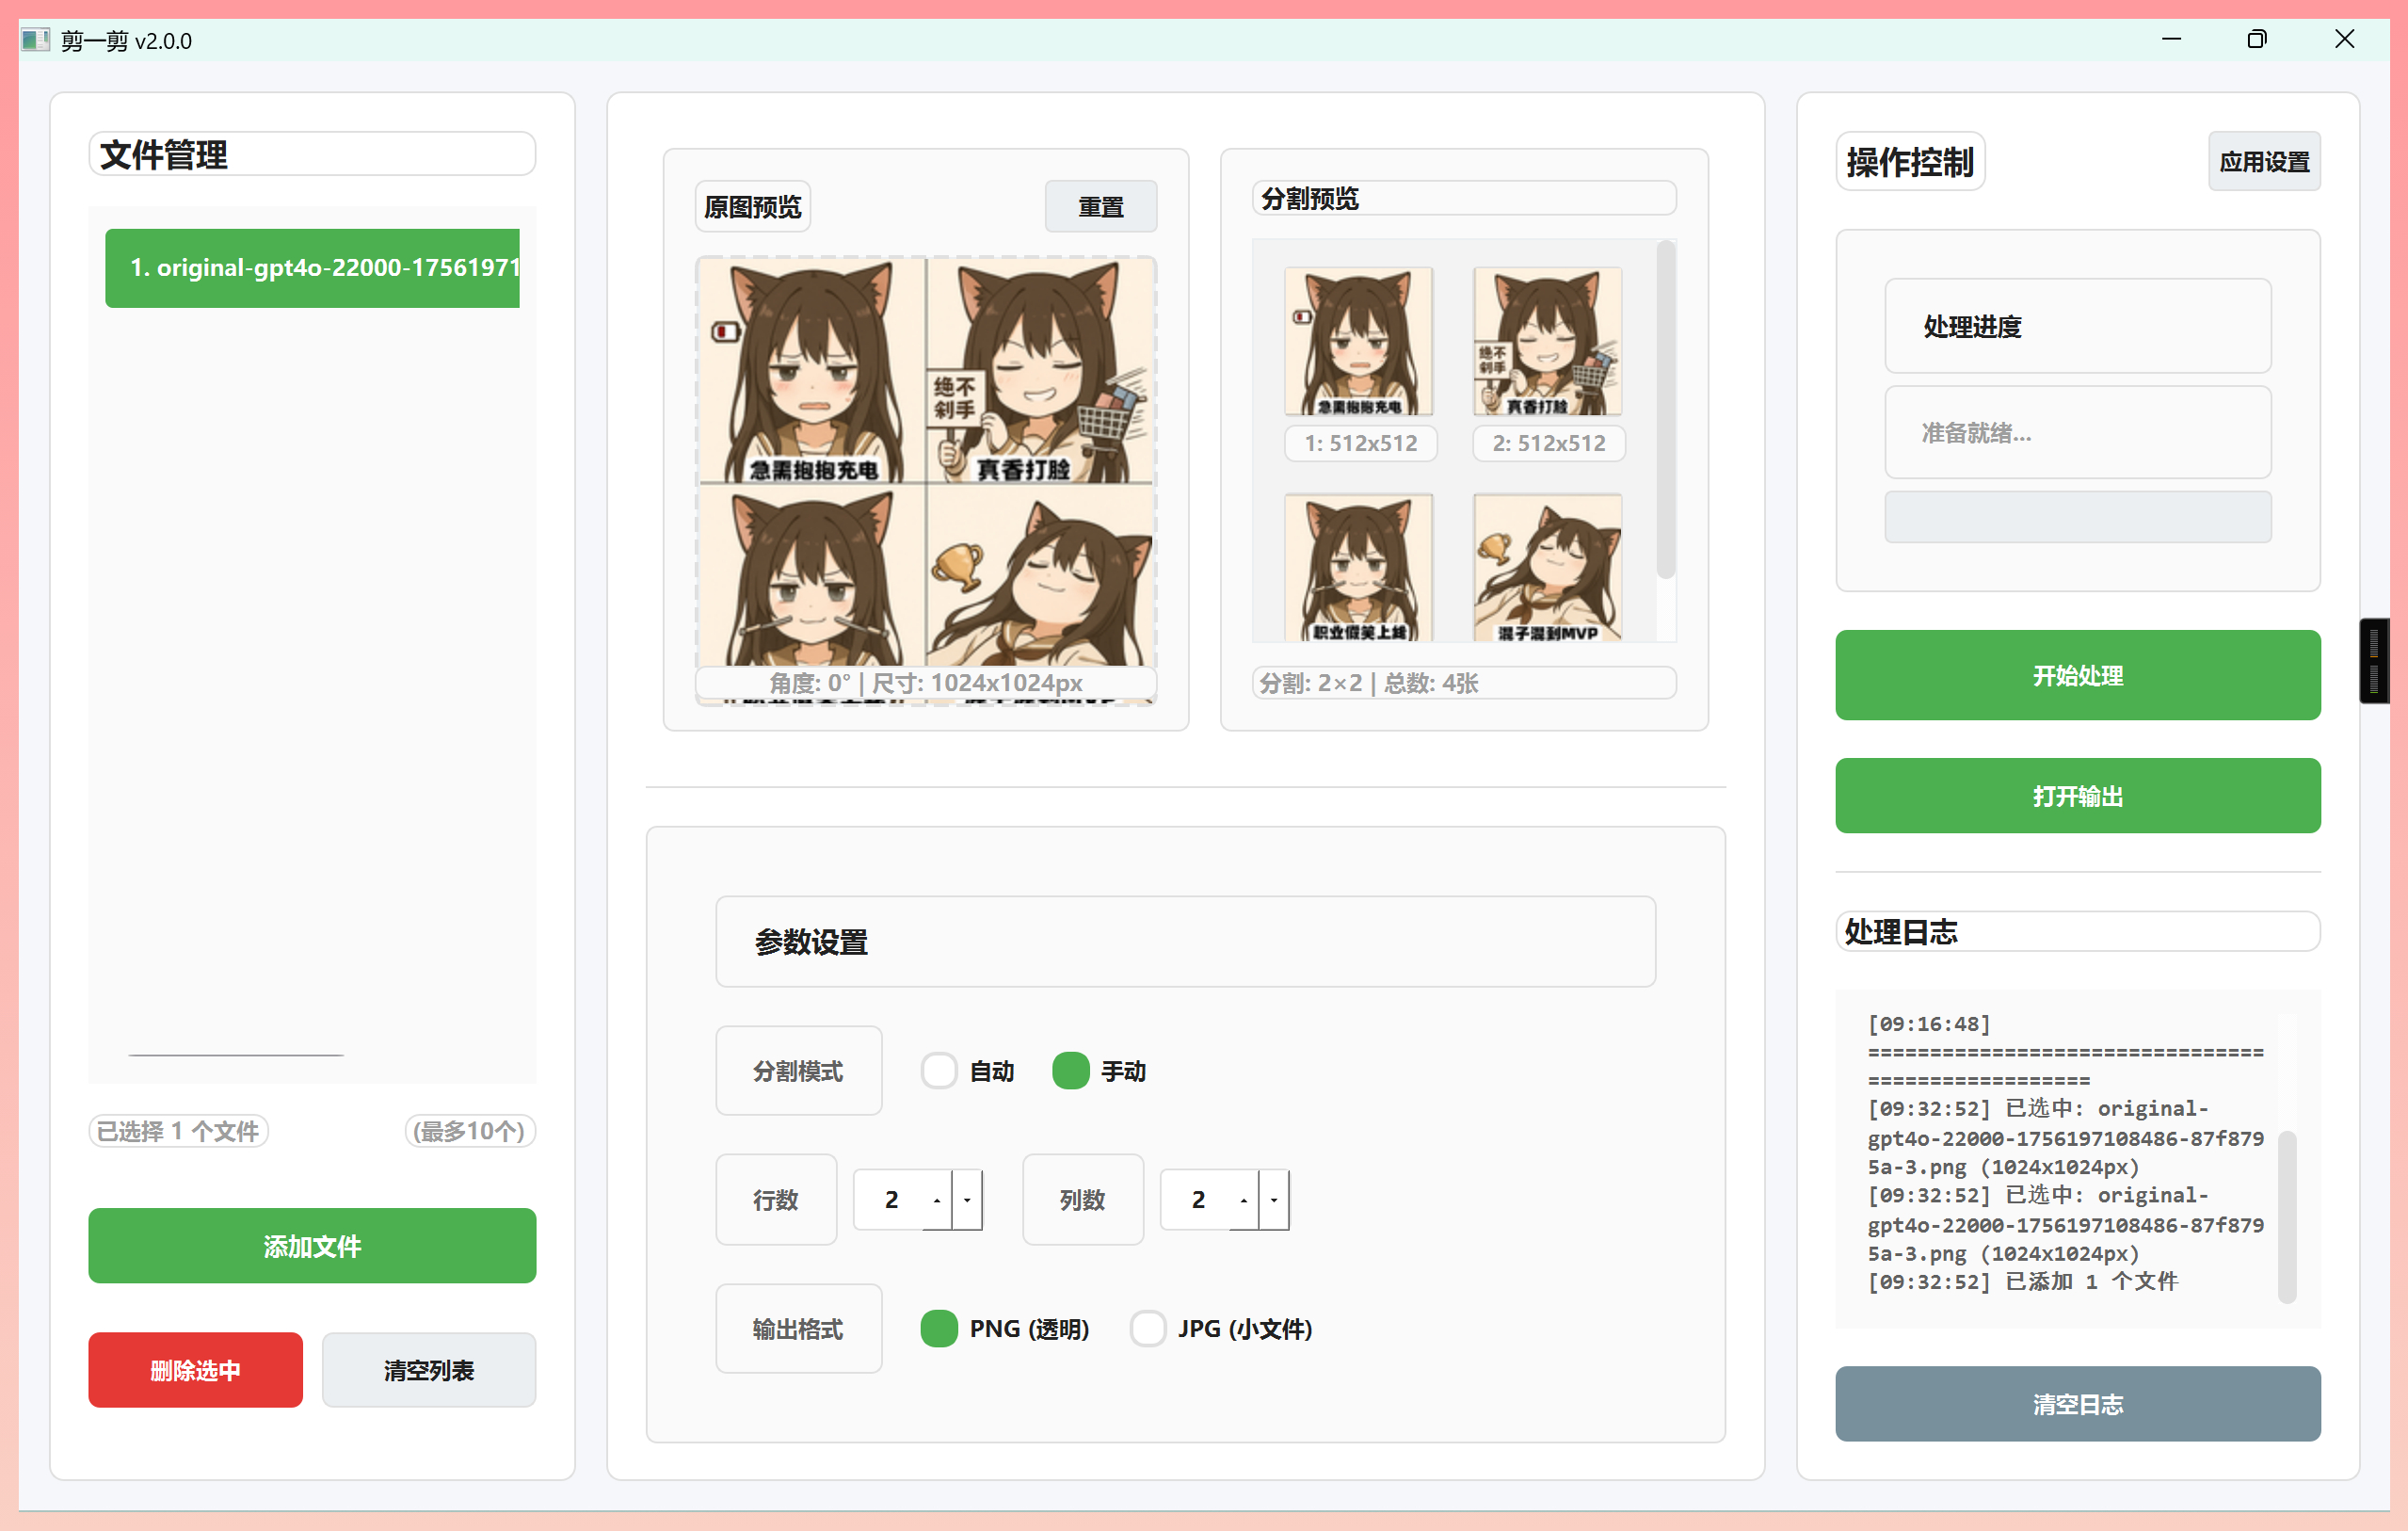 剪一剪 v2.0.0
文件管理
1. original-gpt4o-22000-17561971
已选择 1 个文件
(最多10个)
添加文件
删除选中
清空列表
原图预览
重置
急需抱抱充电
绝不
剁手
真香打脸
角度: 0° | 尺寸: 1024x1024px
分割预览
急需抱抱充电
绝不
剁手
真香打脸
1: 512x512
2: 512x512
职业假笑上线
混子混到MVP
分割: 2×2 | 总数: 4张
参数设置
分割模式
自动
手动
行数
2
列数
2
输出格式
PNG (透明)
JPG (小文件)
操作控制
应用设置
处理进度
准备就绪...
开始处理
打开输出
处理日志
[09:16:48]
================================
==================
[09:32:52] 已选中: original-
gpt4o-22000-1756197108486-87f879
5a-3.png (1024x1024px)
[09:32:52] 已选中: original-
gpt4o-22000-1756197108486-87f879
5a-3.png (1024x1024px)
[09:32:52] 已添加 1 个文件
清空日志